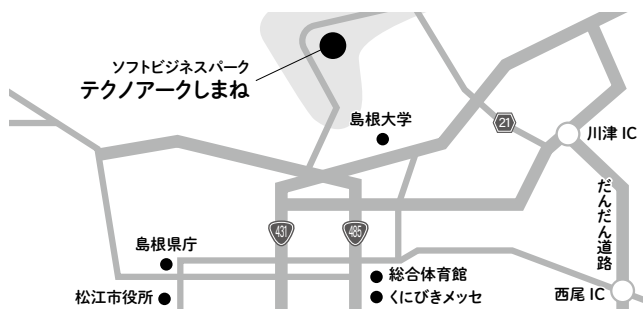 ソフトビジネスパーク
テクノアークしまね
島根大学
21
川津 IC
だんだん道路
431
485
島根県庁
総合体育館
松江市役所
くにびきメッセ
西尾 IC